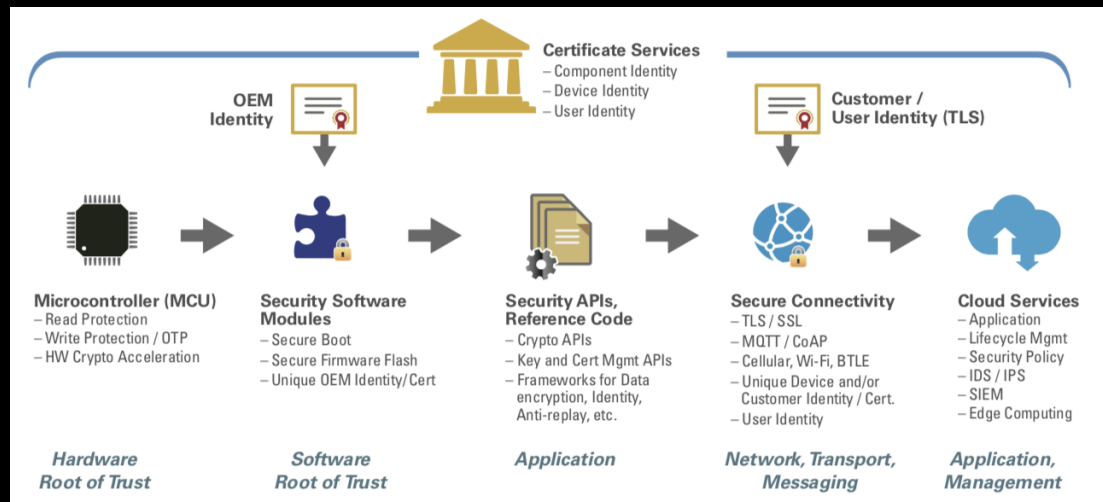 Certificate Services
– Component Identity
– Device Identity
– User Identity
OEM
Identity
Customer /
User Identity (TLS)
Microcontroller (MCU)
– Read Protection
– Write Protection / OTP
– HW Crypto Acceleration
Hardware
Root of Trust
Security Software
Modules
– Secure Boot
– Secure Firmware Flash
– Unique OEM Identity/Cert
Software
Root of Trust
Security APIs,
Reference Code
– Crypto APIs
– Key and Cert Mgmt APIs
– Frameworks for Data
encryption, Identity,
Anti-replay, etc.
Application
Secure Connectivity
– TLS / SSL
– MQTT / CoAP
– Cellular, Wi-Fi, BTLE
– Unique Device and/or
Customer Identity / Cert.
– User Identity
Network, Transport,
Messaging
Cloud Services
– Application
– Lifecycle Mgmt
– Security Policy
– IDS / IPS
– SIEM
– Edge Computing
Application,
Management